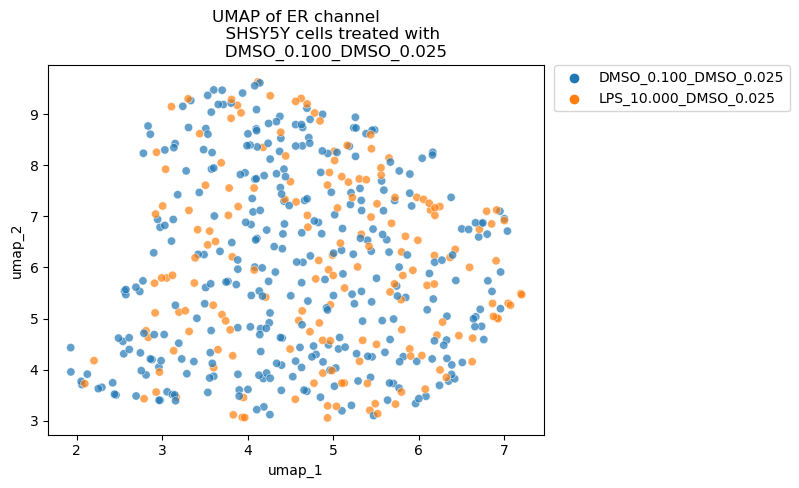 UMAP of ER channel
SHSY5Y cells treated with
DMSO_0.100_DMSO_0.025
DMSO_0.100_DMSO_0.025
LPS_10.000_DMSO_0.025
umap_2
9
8
7
6
5
4
3
2
3
4
5
6
7
umap_1